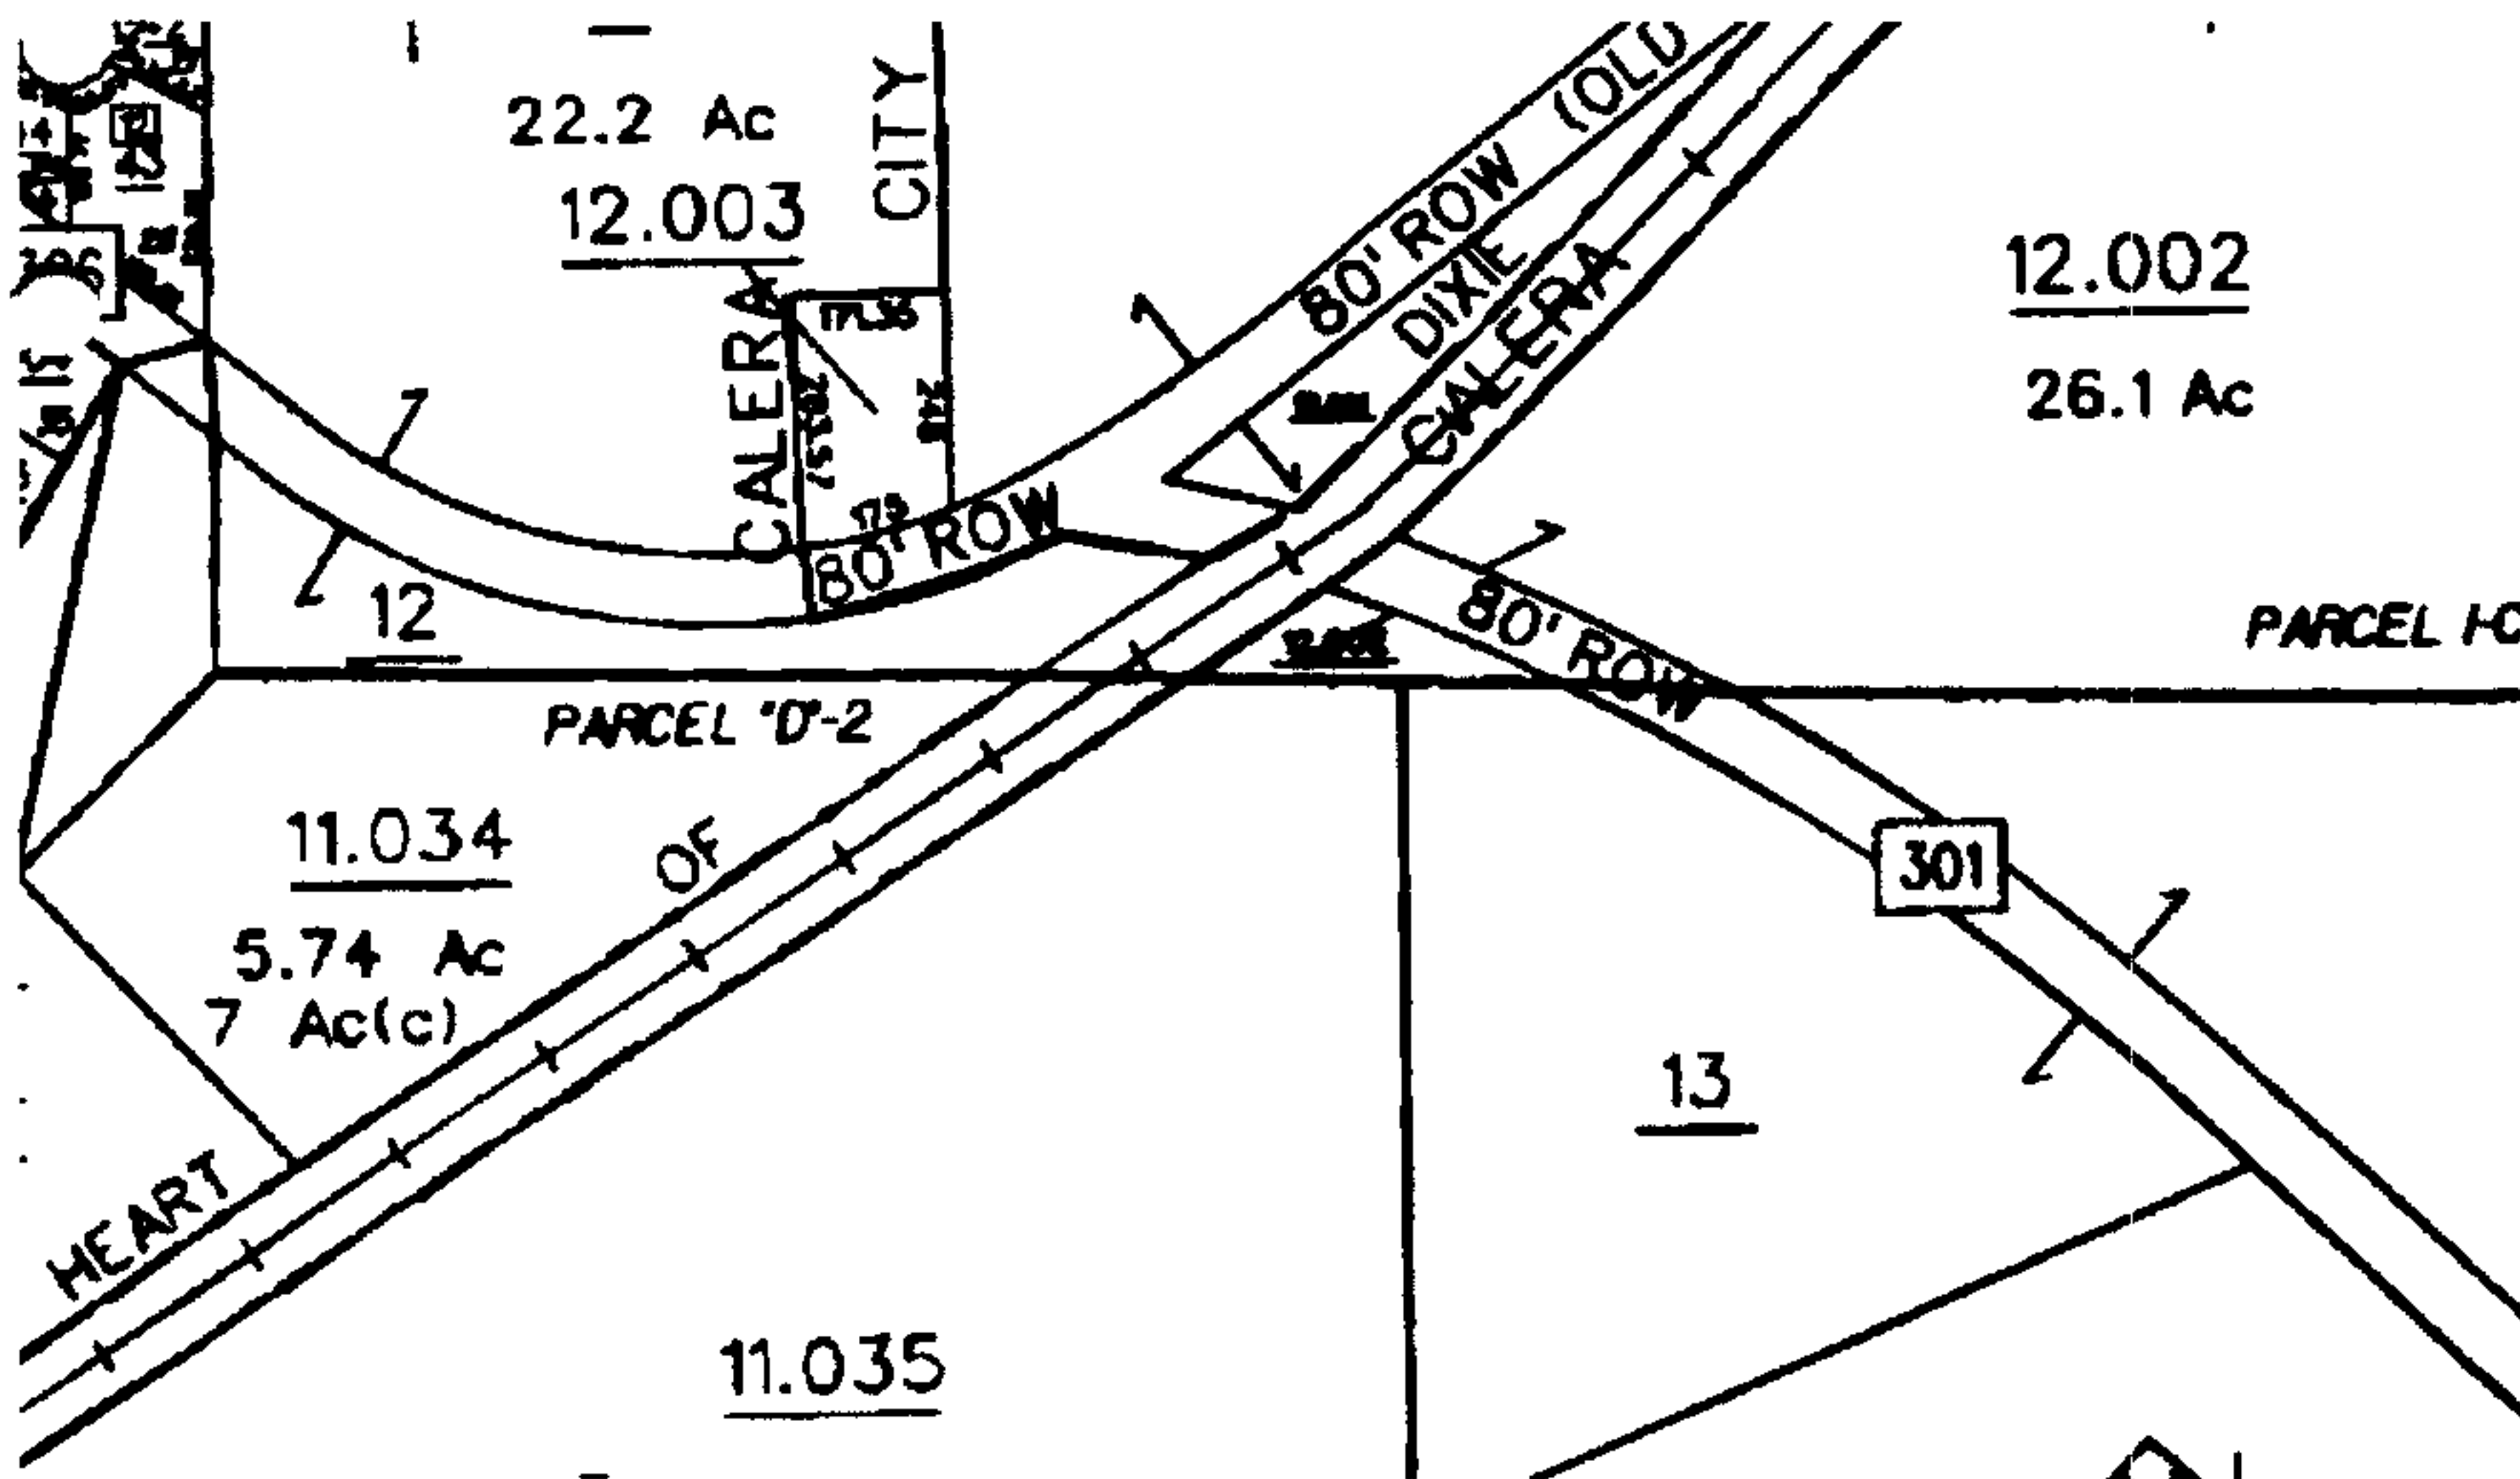 22.2 Ac
12.003
CITY
CALERA
80' ROW (OLD
DIXIE
CALERA
12.002
26.1 Ac
80' ROW
80' ROW
12
PARCEL "D"-2
PARCEL
11.034
5.74 Ac
7 Ac(c)
OF
HEART
301
13
11.035